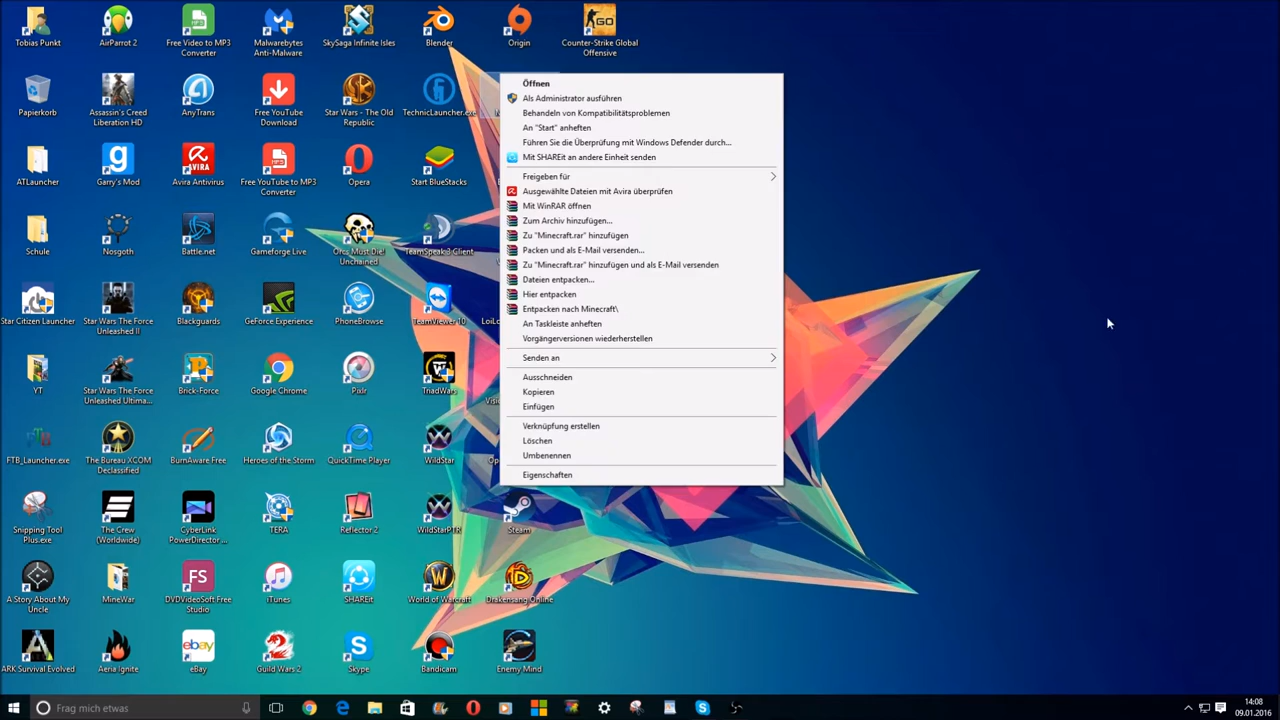 Tobias Punkt
AirParrot 2
Free Video to MP3
Converter
Malwarebytes
Anti-Malware
SkySaga Infinite Isles
Blender
Origin
Counter-Strike Global
Offensive
GO
Papierkorb
Assassin's Creed
Liberation HD
AnyTrans
Free YouTube
Download
Star Wars - The Old
Republic
TechnicLauncher.exe
ATLauncher
Garry's Mod
Avira Antivirus
Free YouTube to MP3
Converter
Opera
Start BlueStacks
Schule
Nosgoth
Battle.net
Gameforge Live
Orcs Must Die!
Unchained
TeamSpeak 3 Client
Star Citizen Launcher
Star Wars The Force
Unleashed II
Blackguards
GeForce Experience
PhoneBrowse
TeamViewer 10
YT
Star Wars The Force
Unleashed Ultima...
Brick-Force
Google Chrome
Pixlr
TriadWars
FTB_Launcher.exe
The Bureau XCOM
Declassified
BurnAware Free
Heroes of the Storm
QuickTime Player
WildStar
Snipping Tool
Plus.exe
The Crew
(Worldwide)
CyberLink
PowerDirector ...
TERA
Reflector 2
WildStarPTR
Steam
A Story About My
Uncle
MineWar
FS
DVDVideoSoft Free
Studio
iTunes
SHAREit
World of Warcraft
Drakensang Online
ARK Survival Evolved
Aeria Ignite
ebay
eBay
Guild Wars 2
Skype
Bandicam
Enemy Mind
Öffnen
Als Administrator ausführen
Behandeln von Kompatibilitätsproblemen
An "Start" anheften
Führen Sie die Überprüfung mit Windows Defender durch...
Mit SHAREit an andere Einheit senden
Freigeben für
Ausgewählte Dateien mit Avira überprüfen
Mit WinRAR öffnen
Zum Archiv hinzufügen...
Zu "Minecraft.rar" hinzufügen
Packen und als E-Mail versenden...
Zu "Minecraft.rar" hinzufügen und als E-Mail versenden
Dateien entpacken...
Hier entpacken
Entpacken nach Minecraft\
An Taskleiste anheften
Vorgängerversionen wiederherstellen
Senden an
Ausschneiden
Kopieren
Einfügen
Verknüpfung erstellen
Löschen
Umbenennen
Eigenschaften
Frag mich etwas
14:08
09.01.2016